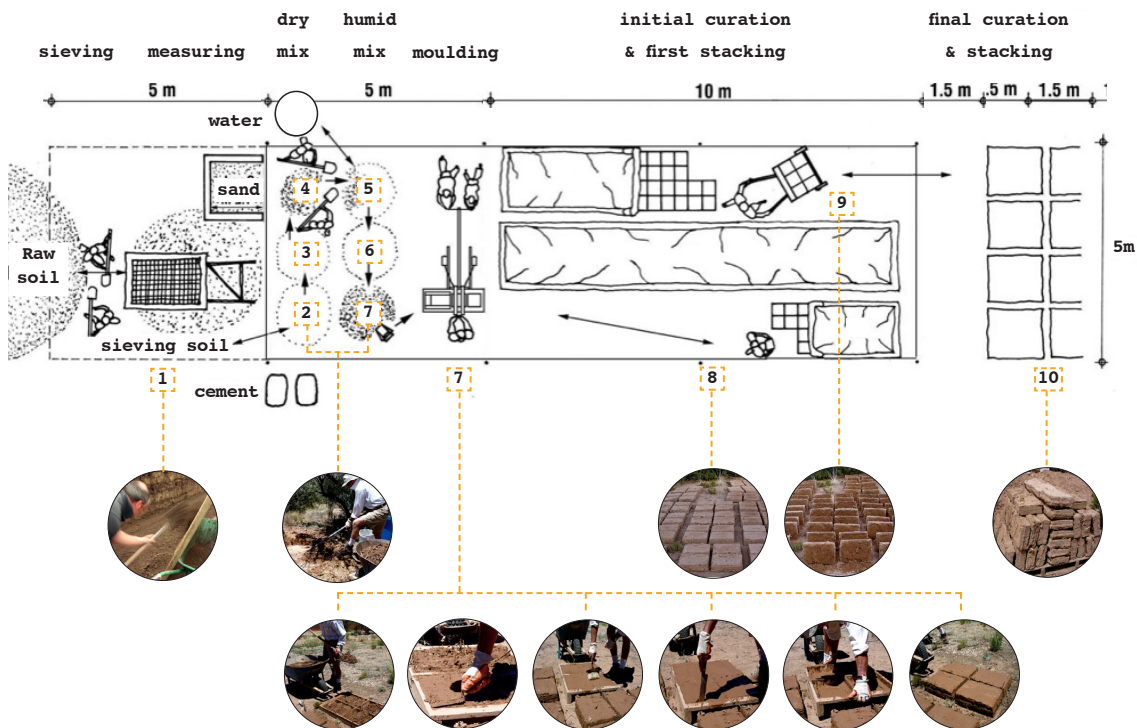 dry
humid
initial curation
final curation
sieving
measuring
mix
mix
moulding
& first stacking
& stacking
5 m
5 m
10 m
1.5 m
.5 m
1.5 m
water
sand
4
5
9
Raw
soil
3
6
5m
2
7
sieving soil
1
cement
7
8
10